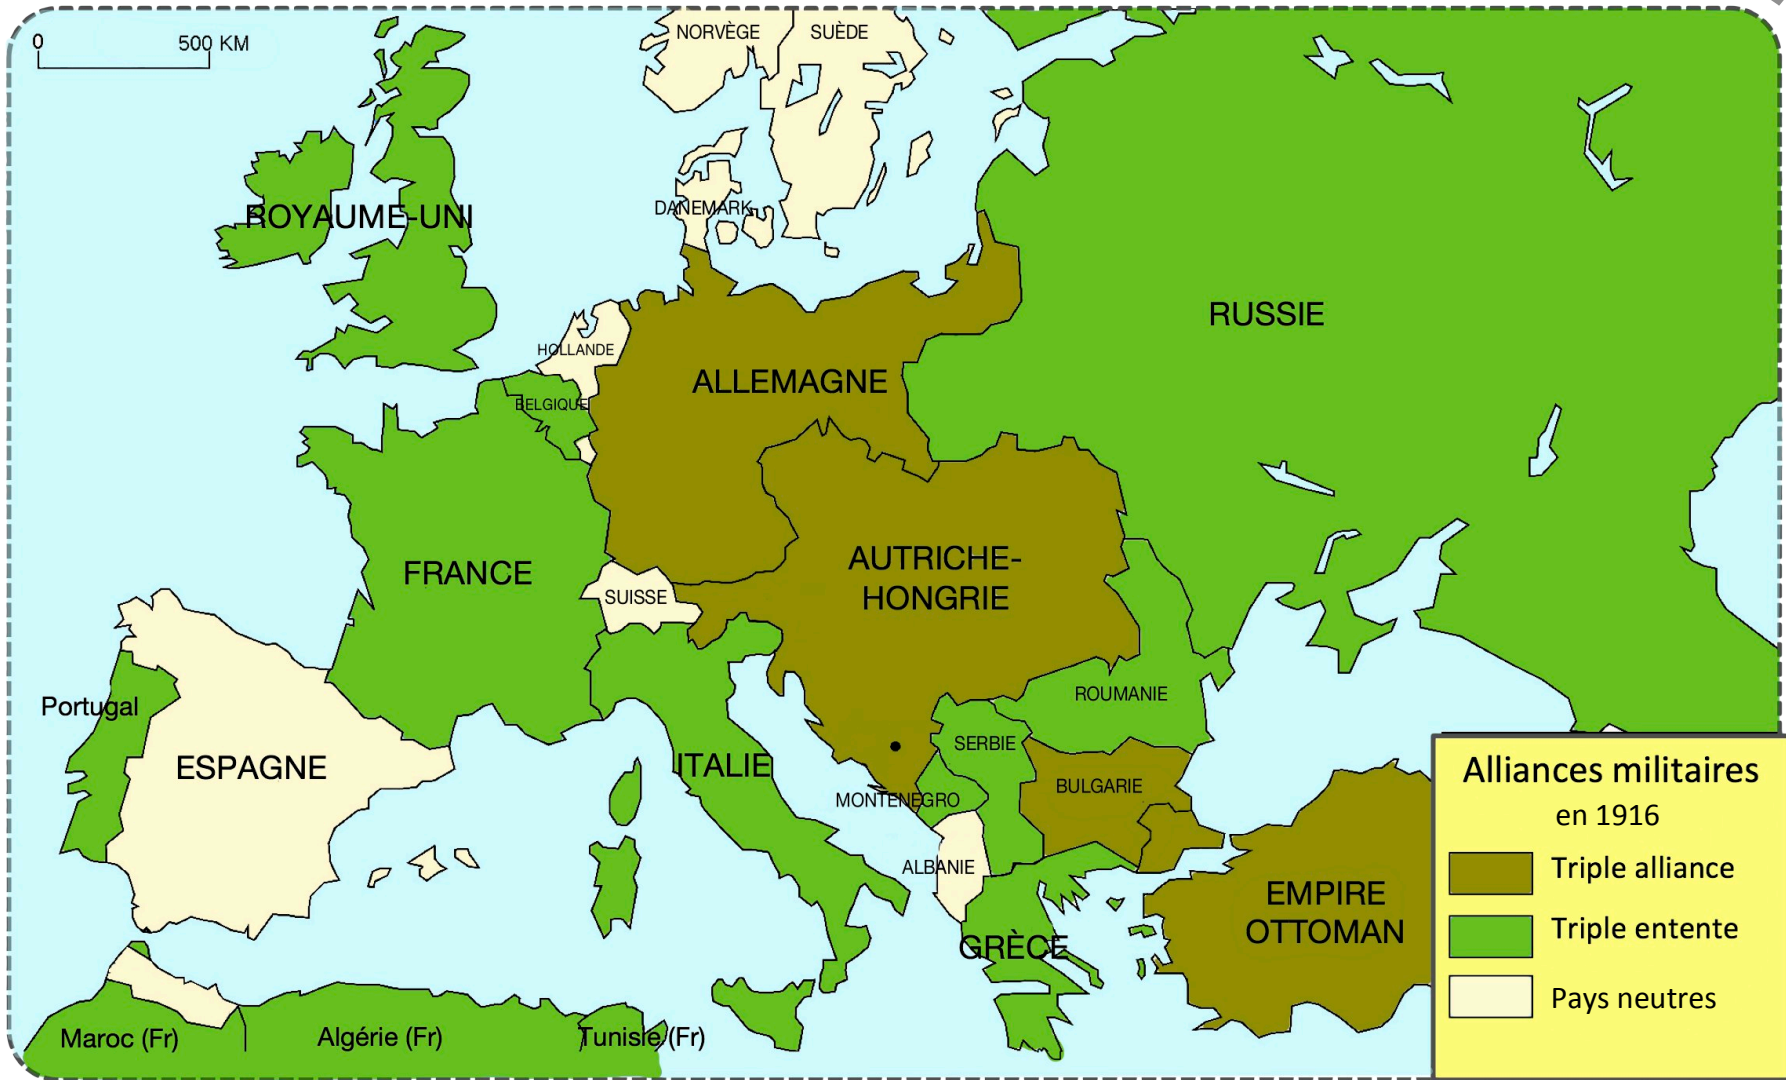 0 500 KM
NORVÈGE
SUÈDE
ROYAUME-UNI
DANEMARK
RUSSIE
HOLLANDE
ALLEMAGNE
BELGIQUE
AUTRICHE-
HONGRIE
FRANCE
SUISSE
ROUMANIE
Portugal
SERBIE
ESPAGNE
ITALIE
BULGARIE
MONTENEGRO
ALBANIE
EMPIRE
OTTOMAN
GRÈCE
Maroc (Fr)
Algérie (Fr)
Tunisie (Fr)
Alliances militaires
en 1916
Triple alliance
Triple entente
Pays neutres